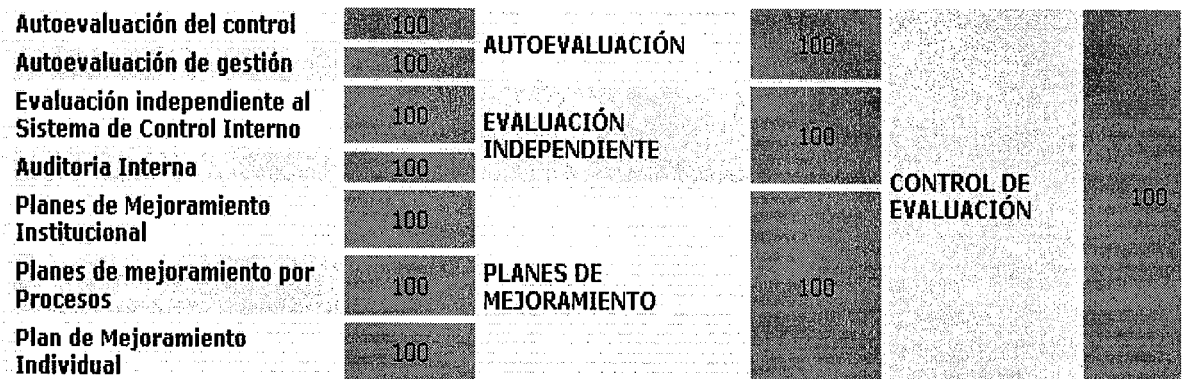 Autoevaluación del control 100
AUTOEVALUACIÓN 100
Autoevaluación de gestión 100
Evaluación independiente al
Sistema de Control Interno
100
EVALUACIÓN
INDEPENDIENTE
100
Auditoria Interna 100
Planes de Mejoramiento
Institucional
100
Planes de mejoramiento por
Procesos
100
PLANES DE
MEJORAMIENTO
100
Plan de Mejoramiento
Individual
100
CONTROL DE
EVALUACIÓN
100